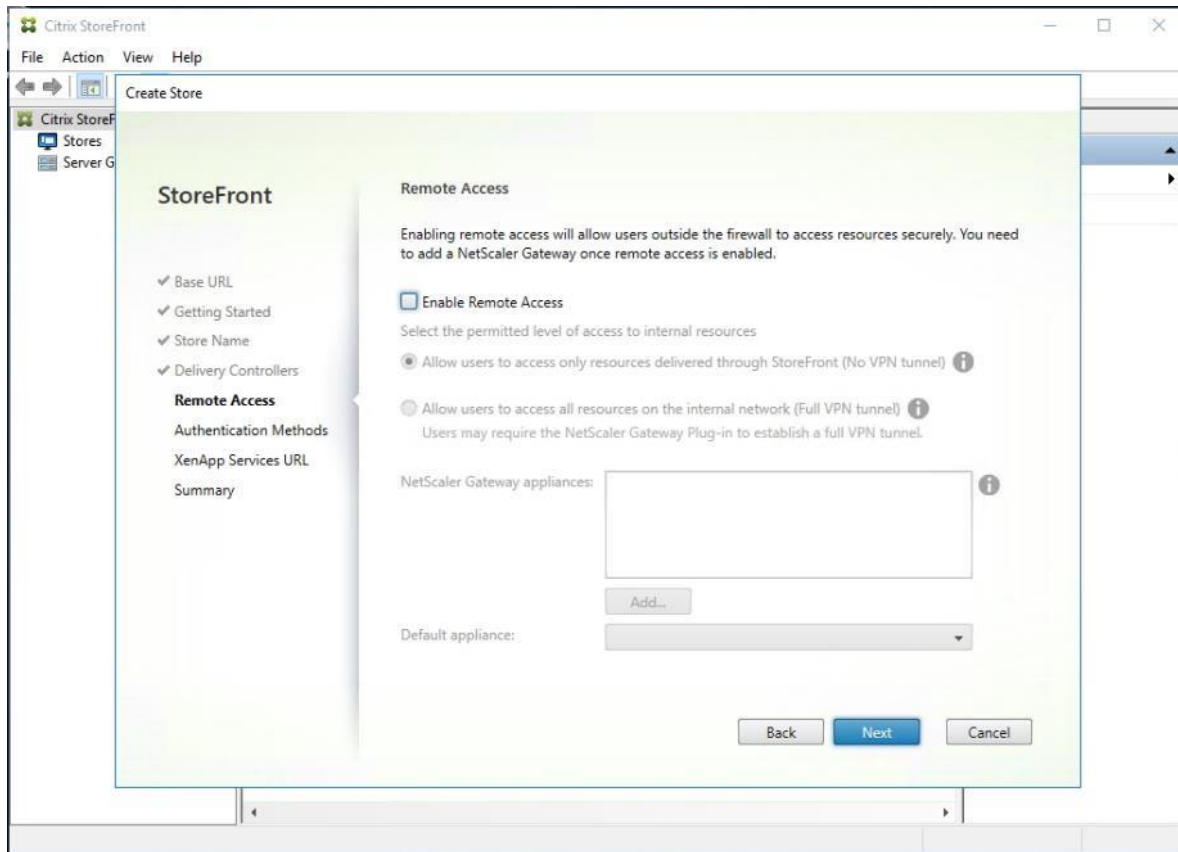 Citrix StoreFront
File Action View Help
Create Store
Citrix StoreF
Stores
Server G
StoreFront
Base URL
Getting Started
Store Name
Delivery Controllers
Remote Access
Authentication Methods
XenApp Services URL
Summary
Remote Access
Enabling remote access will allow users outside the firewall to access resources securely. You need
to add a NetScaler Gateway once remote access is enabled.
Enable Remote Access
Select the permitted level of access to internal resources
Allow users to access only resources delivered through StoreFront (No VPN tunnel)
Allow users to access all resources on the internal network (Full VPN tunnel)
Users may require the NetScaler Gateway Plug-in to establish a full VPN tunnel.
NetScaler Gateway appliances:
Add...
Default appliance:
Back Next Cancel